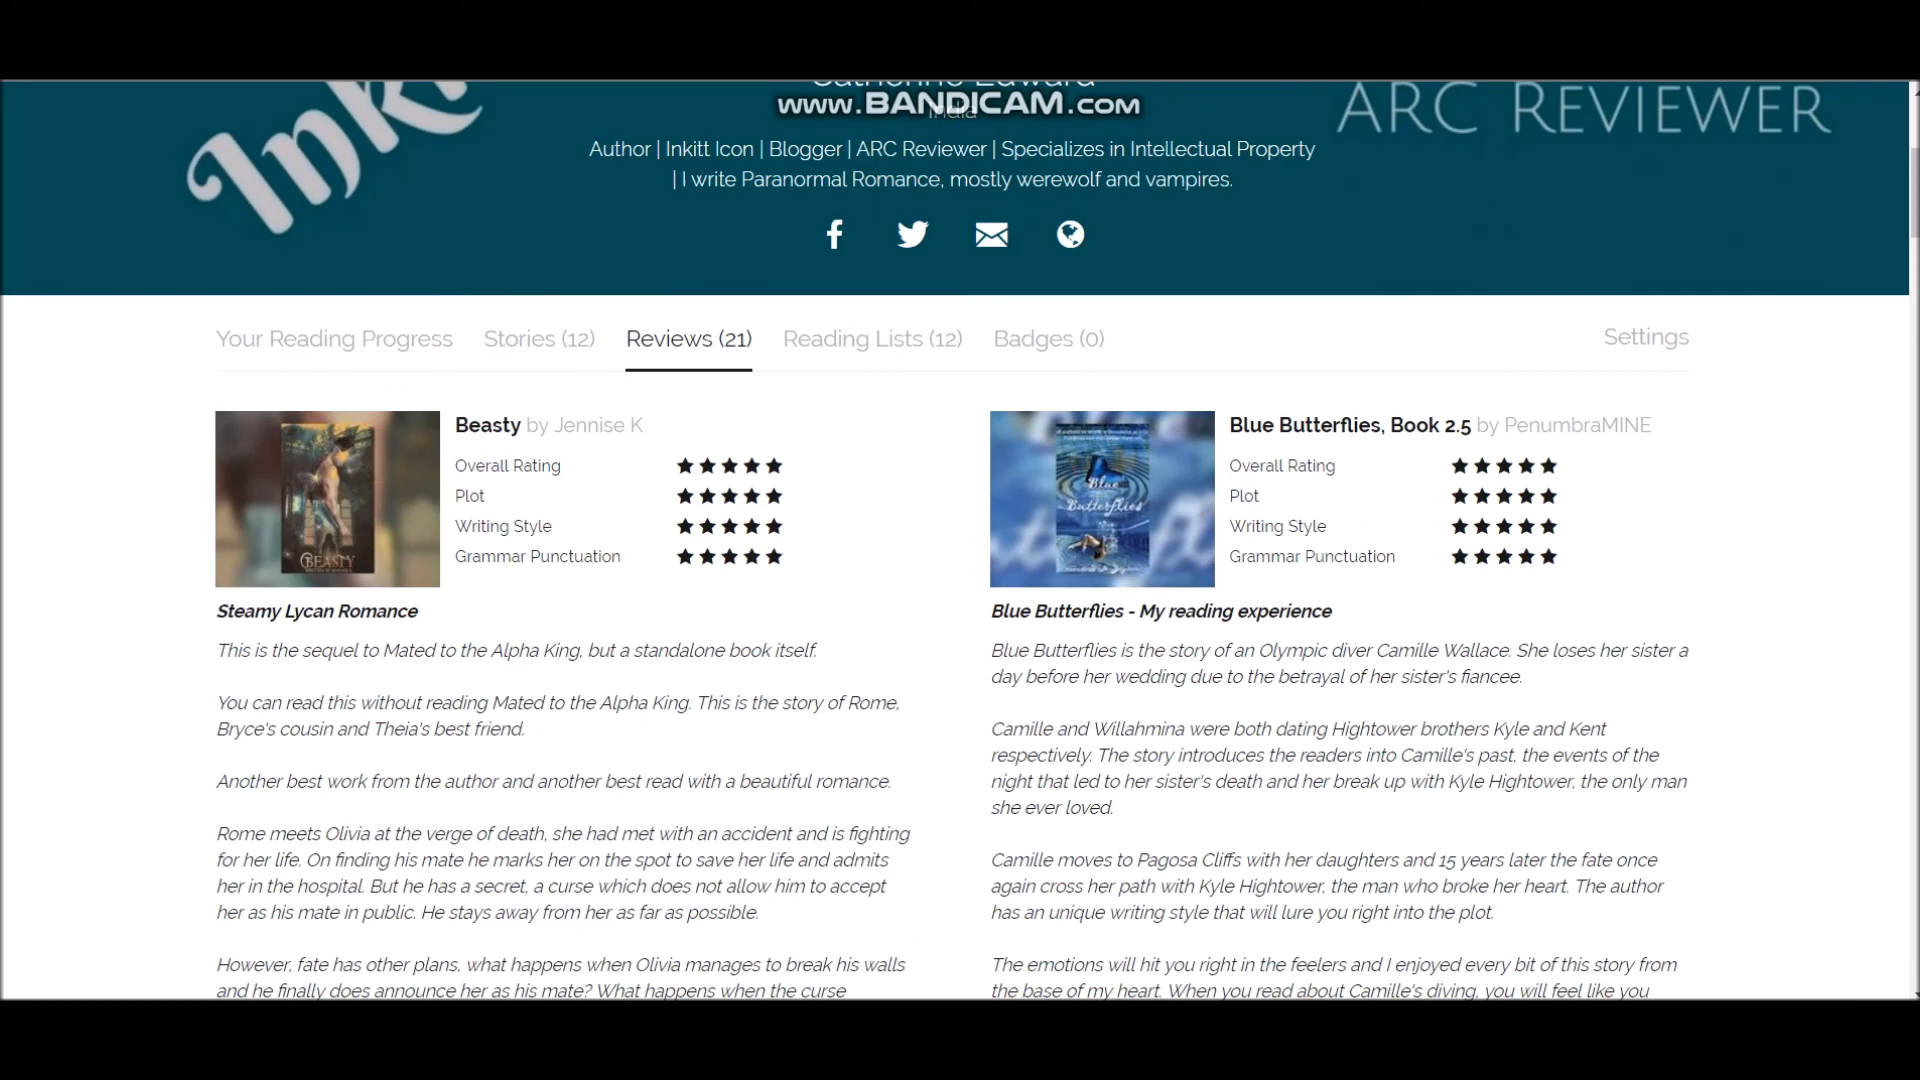 Inki
Catherine Edward
www.BANDICAM.com
India
ARC REVIEWER
Author | Inkitt Icon | Blogger | ARC Reviewer | Specializes in Intellectual Property
| I write Paranormal Romance, mostly werewolf and vampires.
Your Reading Progress
Stories (12)
Reviews (21)
Reading Lists (12)
Badges (0)
Settings
BEASTY
Beasty by Jennise K
Overall Rating
Plot
Writing Style
Grammar Punctuation
Steamy Lycan Romance
This is the sequel to Mated to the Alpha King, but a standalone book itself.
You can read this without reading Mated to the Alpha King. This is the story of Rome,
Bryce's cousin and Theia's best friend.
Another best work from the author and another best read with a beautiful romance.
Rome meets Olivia at the verge of death, she had met with an accident and is fighting
for her life. On finding his mate he marks her on the spot to save her life and admits
her in the hospital. But he has a secret, a curse which does not allow him to accept
her as his mate in public. He stays away from her as far as possible.
However, fate has other plans, what happens when Olivia manages to break his walls
and he finally does announce her as his mate? What happens when the curse
Blue
Butterflies
Blue Butterflies, Book 2.5 by PenumbraMINE
Overall Rating
Plot
Writing Style
Grammar Punctuation
Blue Butterflies - My reading experience
Blue Butterflies is the story of an Olympic diver Camille Wallace. She loses her sister a
day before her wedding due to the betrayal of her sister's fiancee.
Camille and Willahmina were both dating Hightower brothers Kyle and Kent
respectively. The story introduces the readers into Camille's past, the events of the
night that led to her sister's death and her break up with Kyle Hightower, the only man
she ever loved.
Camille moves to Pagosa Cliffs with her daughters and 15 years later the fate once
again cross her path with Kyle Hightower, the man who broke her heart. The author
has an unique writing style that will lure you right into the plot.
The emotions will hit you right in the feelers and I enjoyed every bit of this story from
the base of my heart. When you read about Camille's diving, you will feel like you